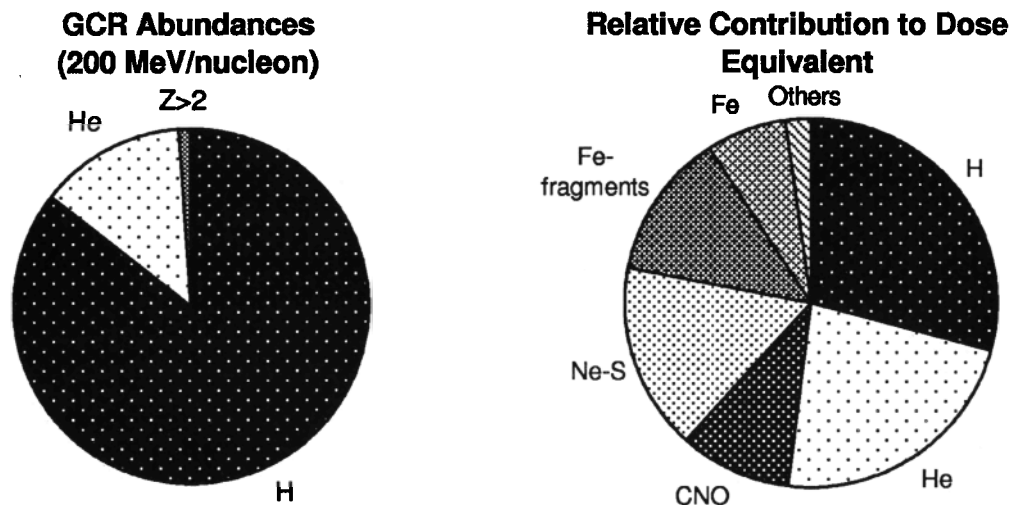 GCR Abundances
(200 MeV/nucleon)
Z>2
He
H
Relative Contribution to Dose
Equivalent
Fe
Others
H
Fe-
fragments
Ne-S
CNO
He